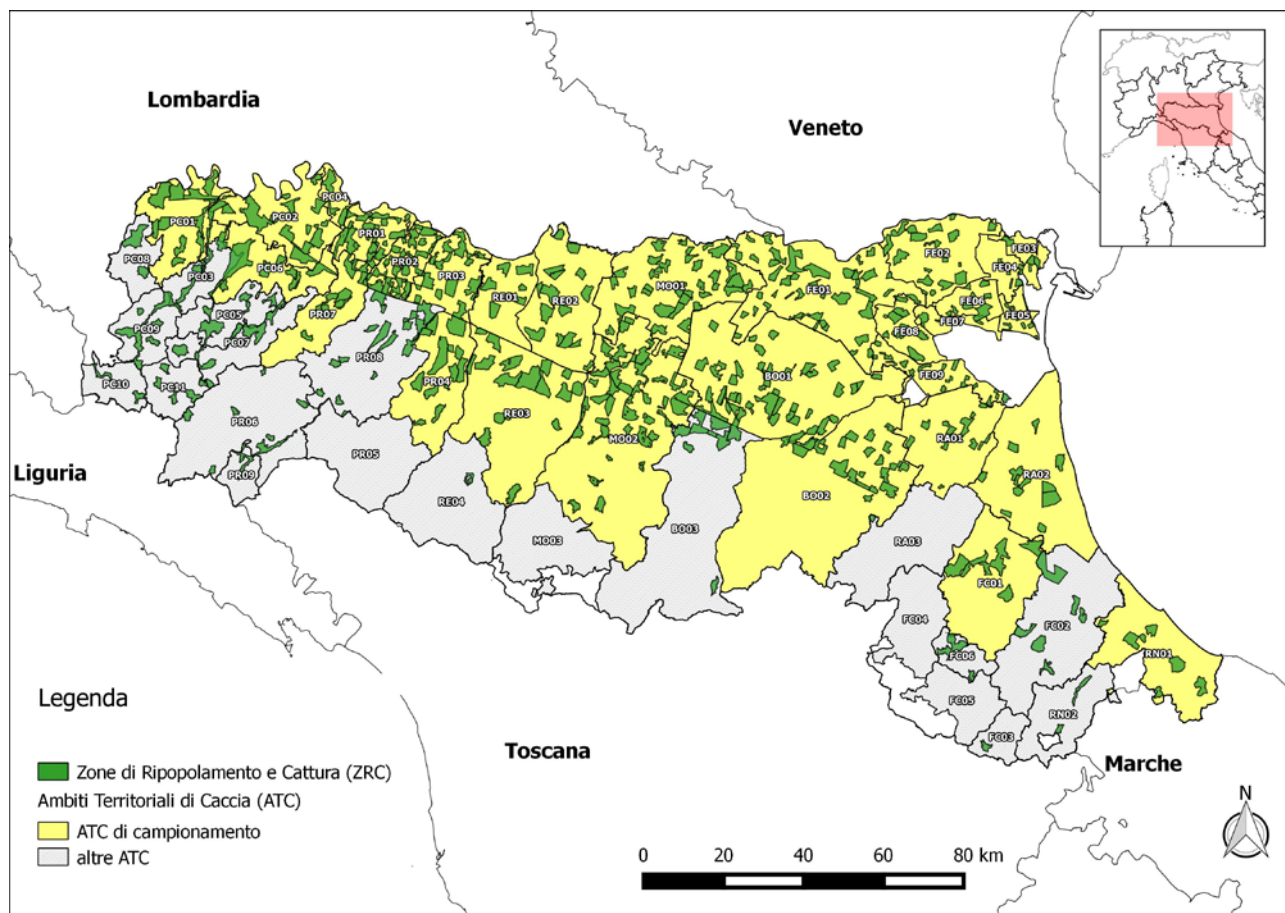 Lombardia
Veneto
PC04
PC01
PC02
PR01
FE03
FE02
PC08
PR02
FE04
PC03
PC06
PR03
MO01
FE01
RE01
RE02
FE06
PC05
PR07
FE05
FE07
PC09
FE08
PC07
PR08
BO01
FE09
PC10
PC11
PR04
RE03
PR06
MO02
RA01
PR05
Liguria
PR09
RA02
RE04
BO02
BO03
MO03
RA03
FC01
FC04
FC02
FC06
RN01
Legenda
FC05
RN02
FC03
Toscana
Marche
Zone di Ripopolamento e Cattura (ZRC)
Ambiti Territoriali di Caccia (ATC)
ATC di campionamento
altre ATC
N
0 20 40 60 80 km